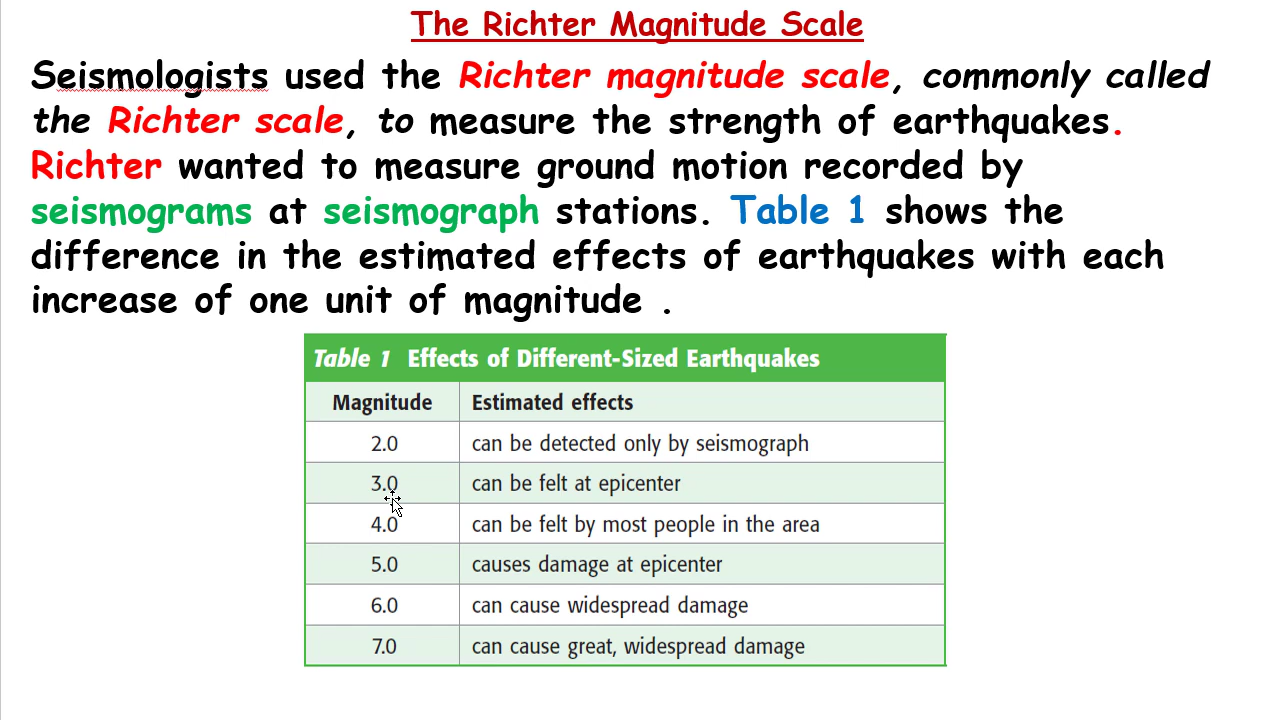 The Richter Magnitude Scale
Seismologists used the Richter magnitude scale, commonly called
the Richter scale, to measure the strength of earthquakes.
Richter wanted to measure ground motion recorded by
seismograms at seismograph stations. Table 1 shows the
difference in the estimated effects of earthquakes with each
increase of one unit of magnitude .
Table 1 Effects of Different-Sized Earthquakes
Magnitude Estimated effects
2.0 can be detected only by seismograph
3.0 can be felt at epicenter
4.0 can be felt by most people in the area
5.0 causes damage at epicenter
6.0 can cause widespread damage
7.0 can cause great, widespread damage